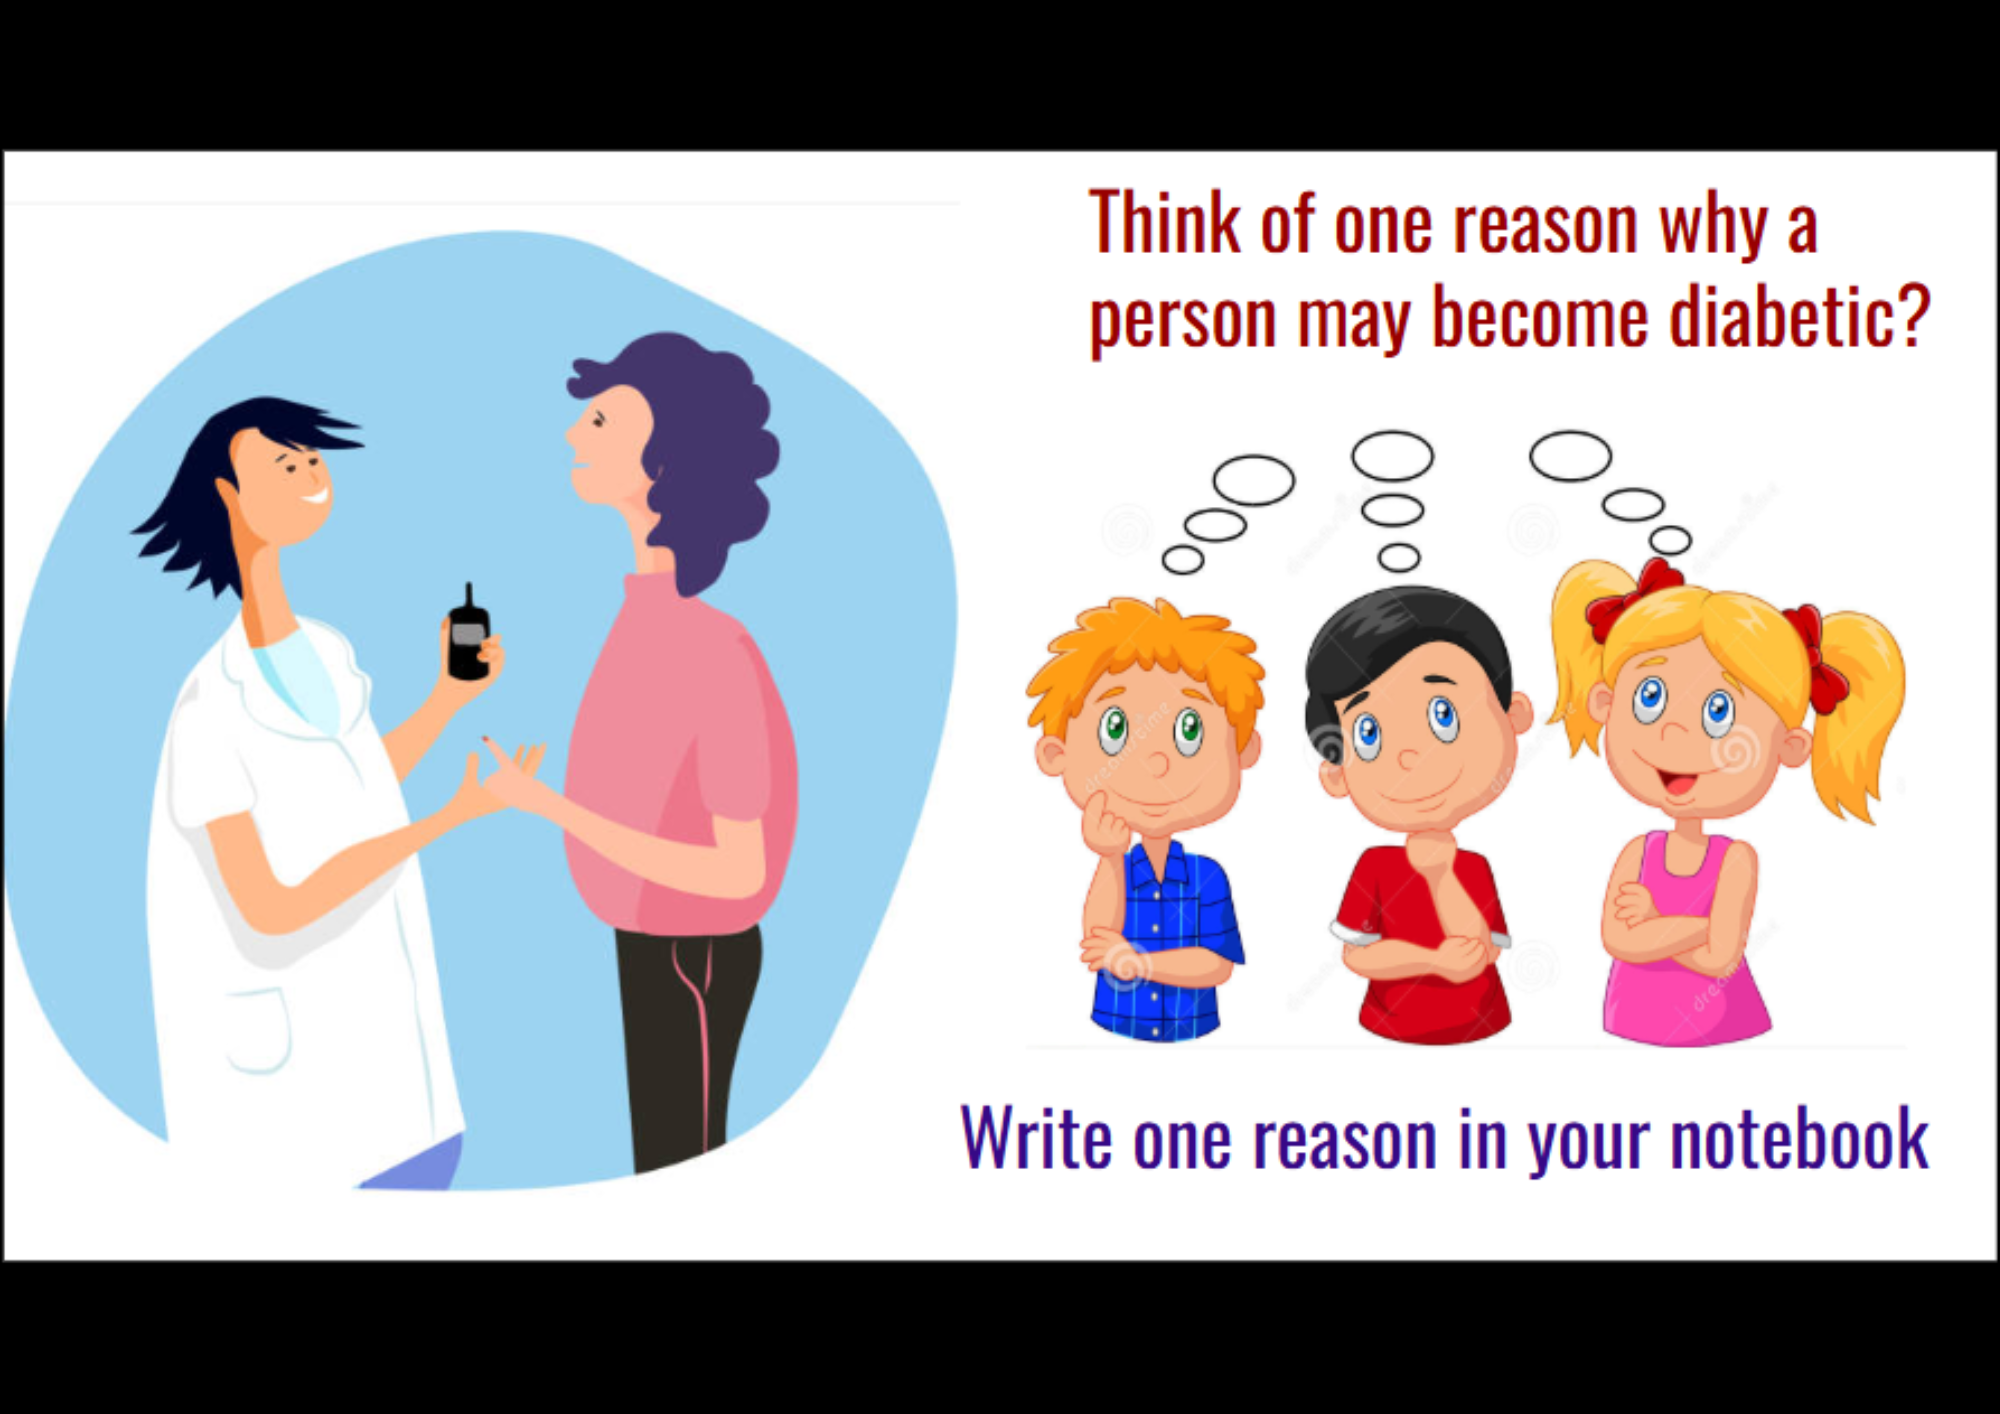 Think of one reason why a
person may become diabetic?
Write one reason in your notebook